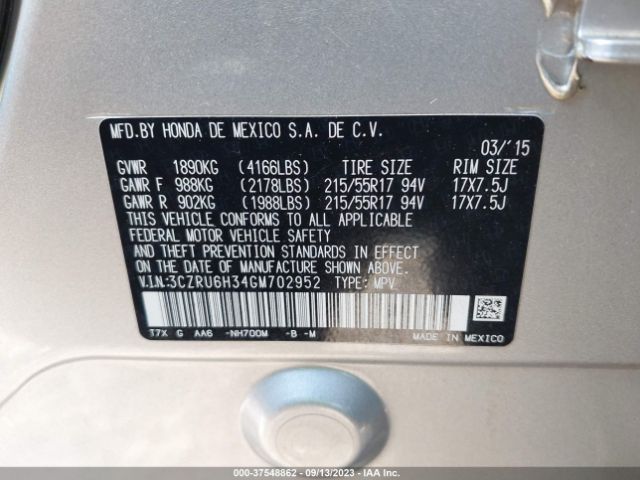 MFD.BY HONDA DE MEXICO S.A. DE C.V.
03/'15
GVWR 1890KG (4166LBS) TIRE SIZE RIM SIZE
GAWR F 988KG (2178LBS) 215/55R17 94V 17X7.5J
GAWR R 902KG (1988LBS) 215/55R17 94V 17X7.5J
THIS VEHICLE CONFORMS TO ALL APPLICABLE
FEDERAL MOTOR VEHICLE SAFETY
AND THEFT PREVENTION STANDARDS IN EFFECT
ON THE DATE OF MANUFACTURE SHOWN ABOVE.
V.I.N:3CZRU6H34GM702952 TYPE: MPV
T7X G AA6 -NH700M -B -M
MADE IN MEXICO
000-37548862 - 09/13/2023 - IAA Inc.